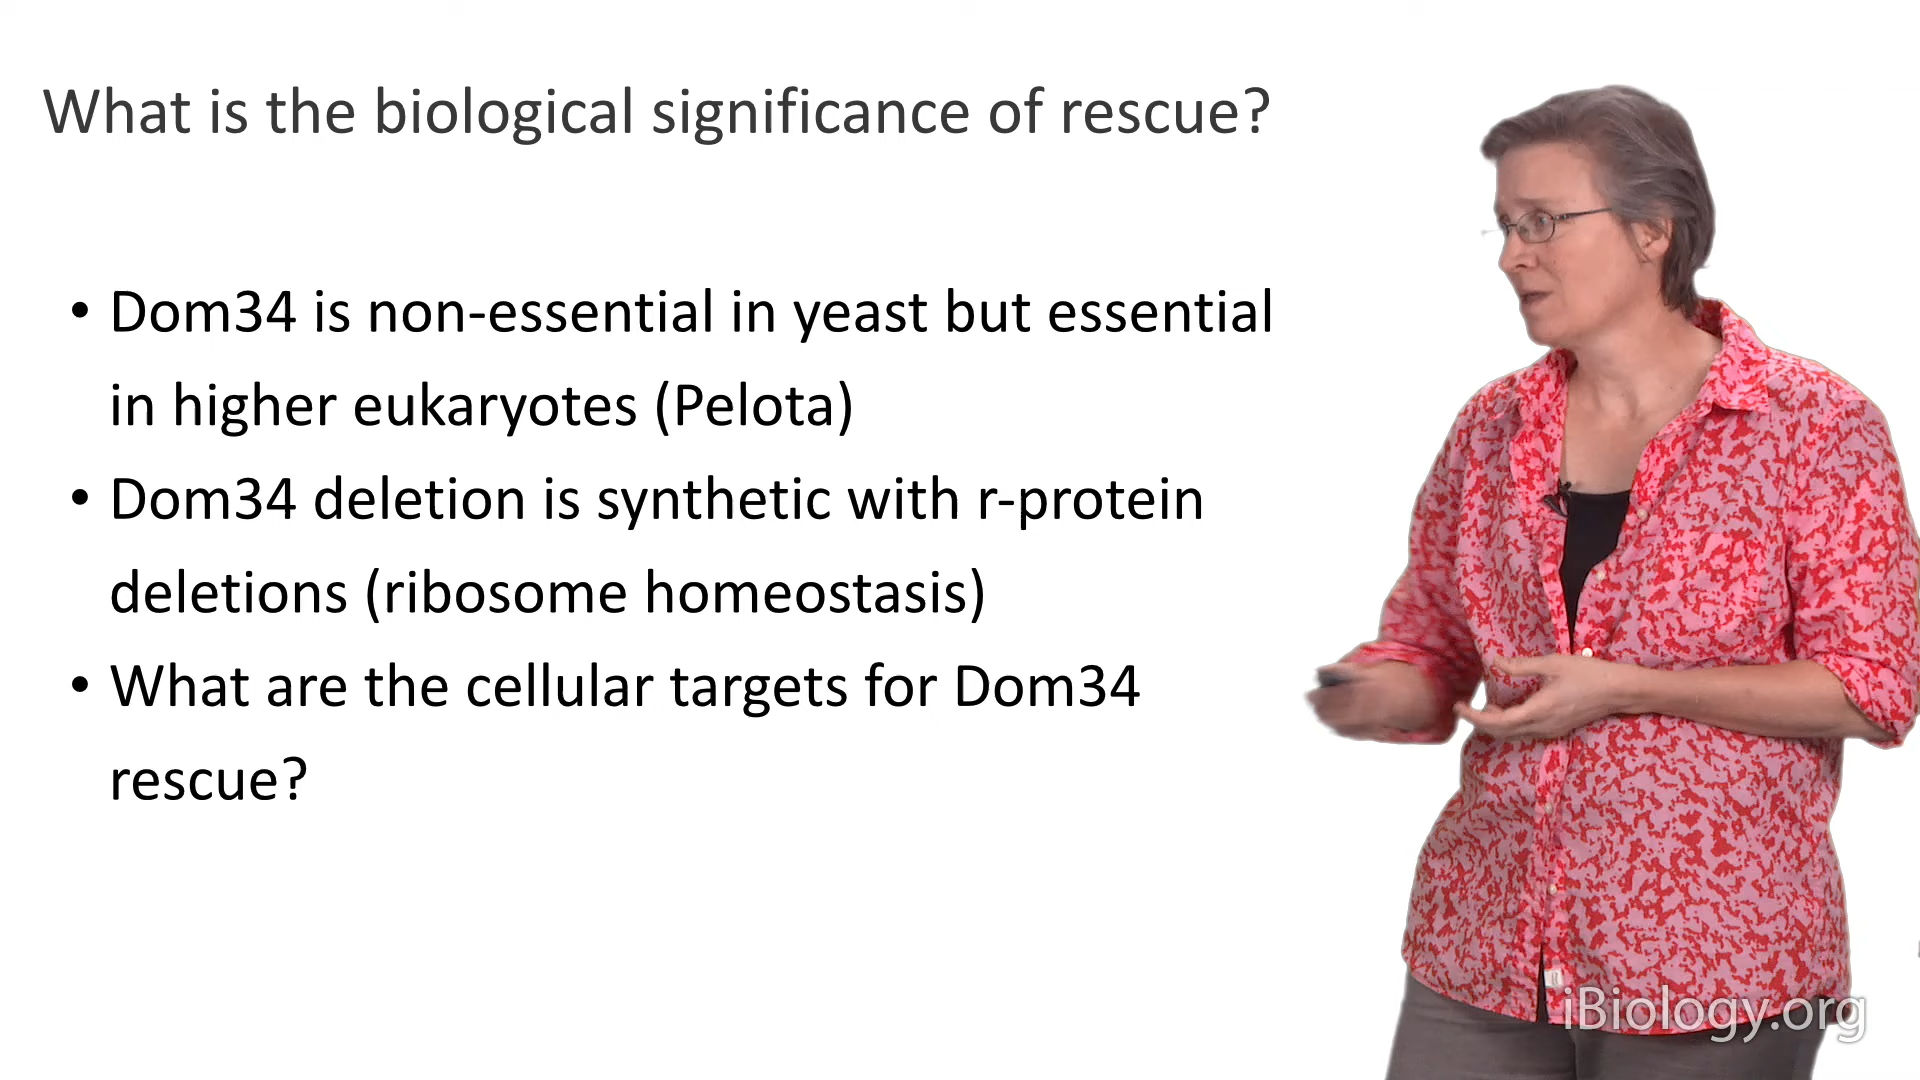 What is the biological significance of rescue?
• Dom34 is non-essential in yeast but essential
in higher eukaryotes (Pelota)
• Dom34 deletion is synthetic with r-protein
deletions (ribosome homeostasis)
• What are the cellular targets for Dom34
rescue?
iBiology.org